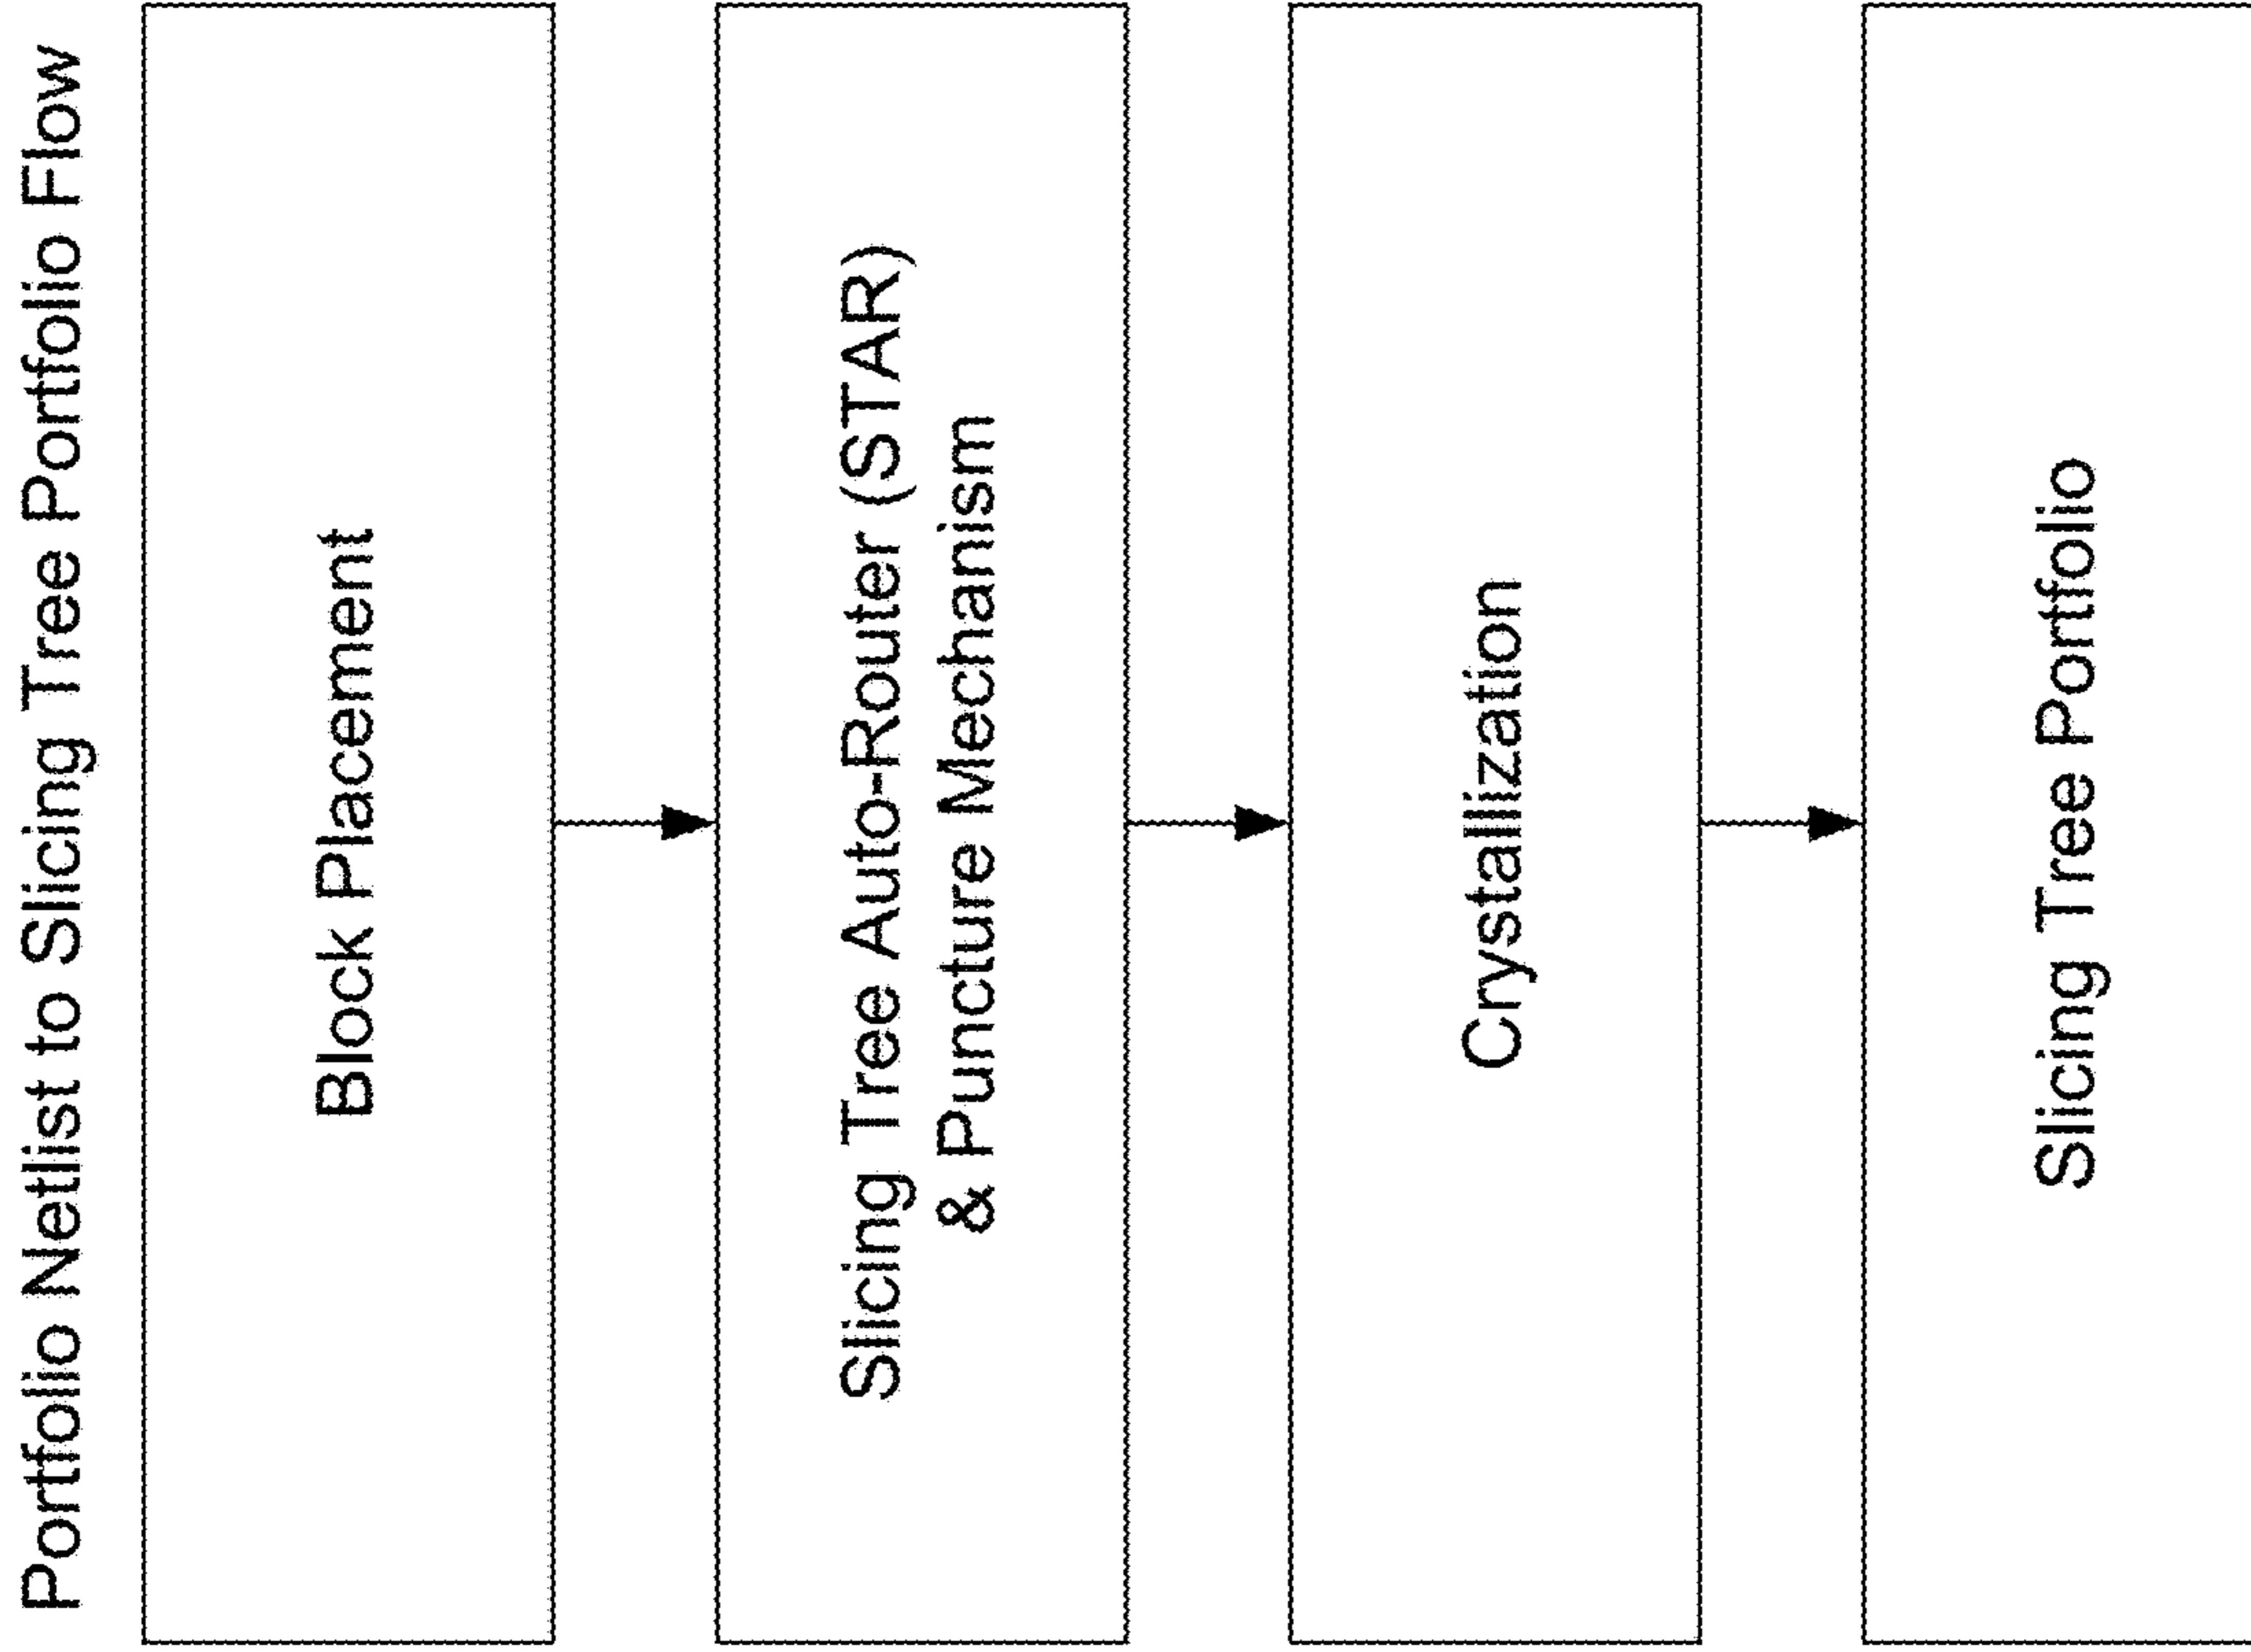 Portfolio Netlist to Slicing Tree Portfolio Flow
Block Placement
Slicing Tree Auto-Router (STAR)
& Puncture Mechanism
Crystallization
Slicing Tree Portfolio